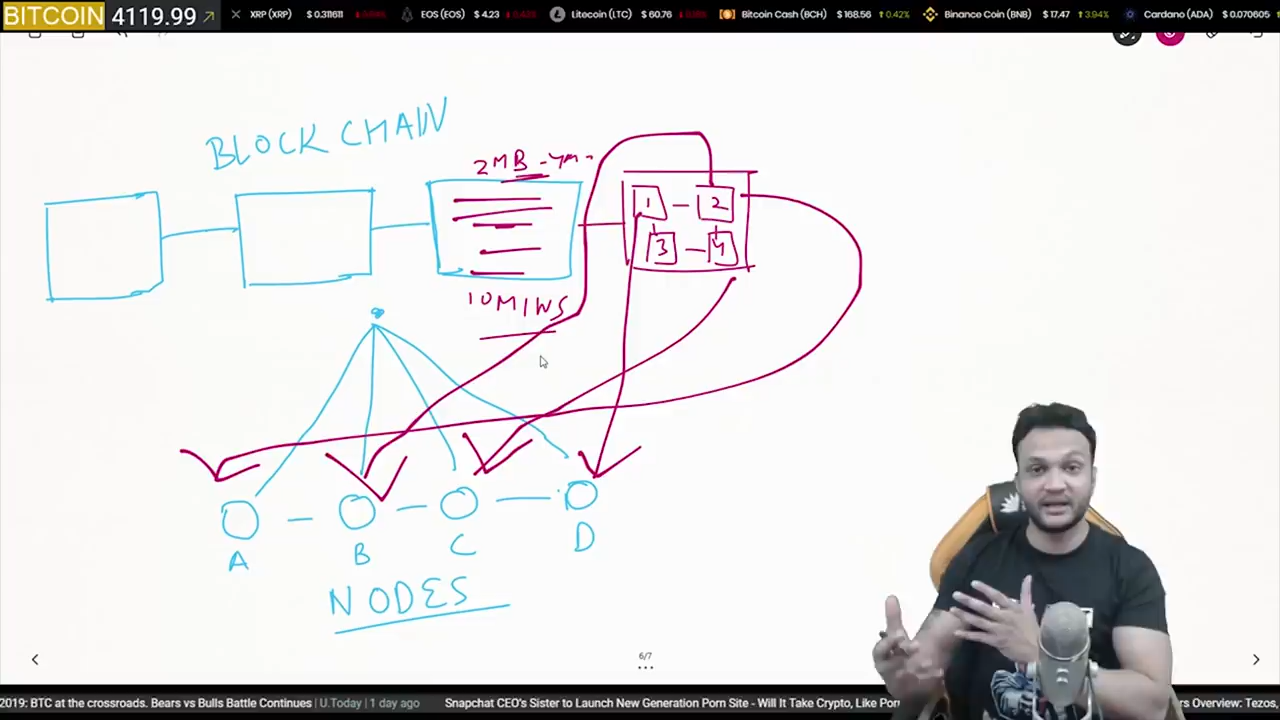 BITCOIN 4119.99 XRP (XRP) $ 0.311611 EOS (EOS) $ 4.23 Litecoin (LTC) $ 60.76 Bitcoin Cash (BCH) $ 168.56 ↑ 0.42% Binance Coin (BNB) $ 17.47 ↑ 3.94% Cardano (ADA) $ 0.070605
BLOCK CHAIN
2MB
1 — 2
3 — 4
10MINS
A B C D
NODES
6/7
2019: BTC at the crossroads. Bears vs Bulls Battle Continues | U.Today | 1 day ago Snapchat CEO's Sister to Launch New Generation Porn Site - Will It Take Crypto, Like Porn rs Overview: Tezos,